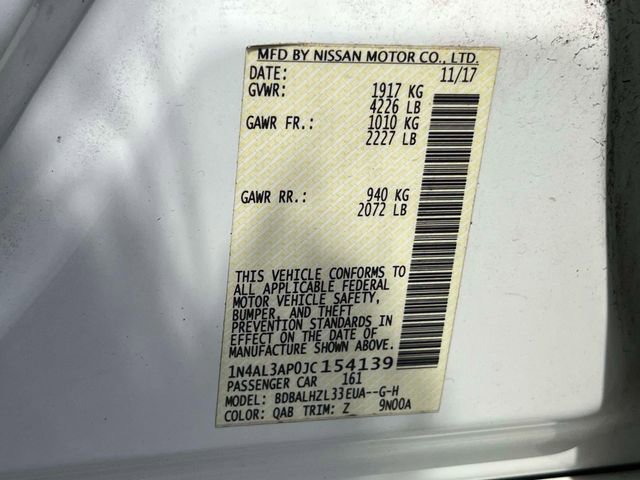 MFD BY NISSAN MOTOR CO., LTD.
DATE: 11/17
GVWR: 1917 KG
4226 LB
GAWR FR.: 1010 KG
2227 LB
GAWR RR.: 940 KG
2072 LB
THIS VEHICLE CONFORMS TO
ALL APPLICABLE FEDERAL
MOTOR VEHICLE SAFETY,
BUMPER, AND THEFT
PREVENTION STANDARDS IN
EFFECT ON THE DATE OF
MANUFACTURE SHOWN ABOVE.
1N4AL3AP0JC154139
PASSENGER CAR 161
MODEL: BDBALHZL33EUA--G-H
COLOR: QAB TRIM: Z 9N00A